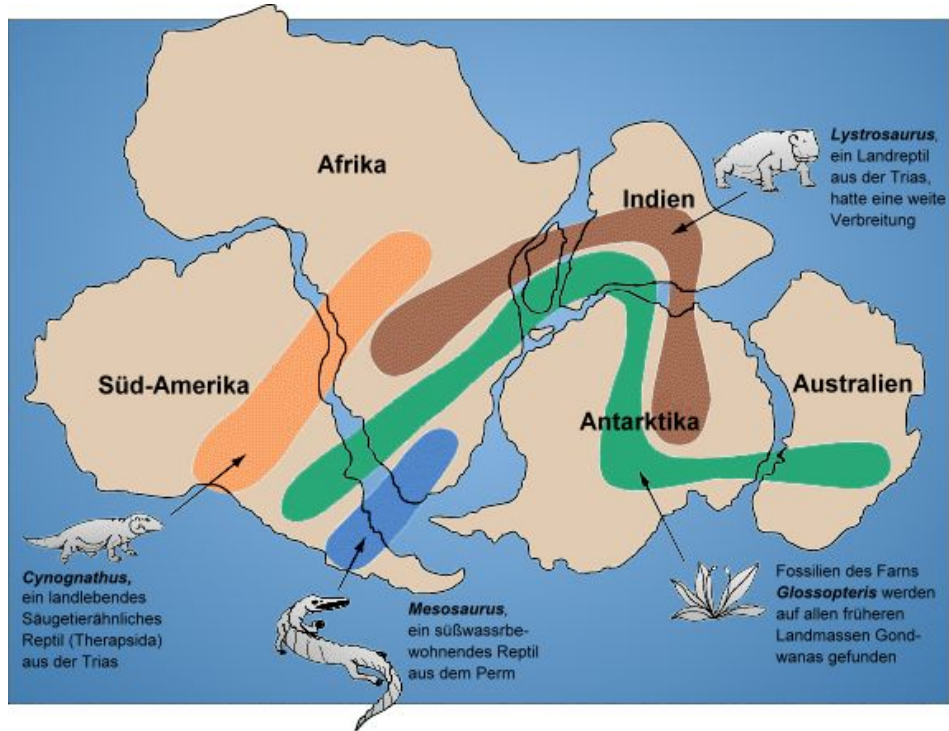 Afrika
Indien
Süd-Amerika
Antarktika
Australien
Lystrosaurus,
ein Landreptil
aus der Trias,
hatte eine weite
Verbreitung
Cynognathus,
ein landlebendes
Säugetierähnliches
Reptil (Therapsida)
aus der Trias
Mesosaurus,
ein süßwassrbe-
wohnendes Reptil
aus dem Perm
Fossilien des Farns
Glossopteris werden
auf allen früheren
Landmassen Gond-
wanas gefunden